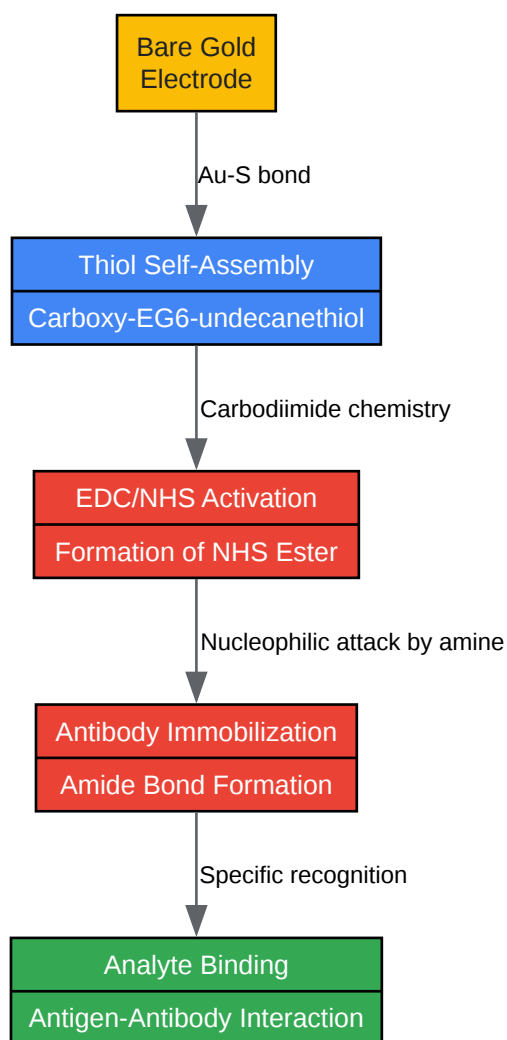 Bare Gold
Electrode
Au-S bond
Thiol Self-Assembly
Carboxy-EG6-undecanethiol
Carbodiimide chemistry
EDC/NHS Activation
Formation of NHS Ester
Nucleophilic attack by amine
Antibody Immobilization
Amide Bond Formation
Specific recognition
Analyte Binding
Antigen-Antibody Interaction